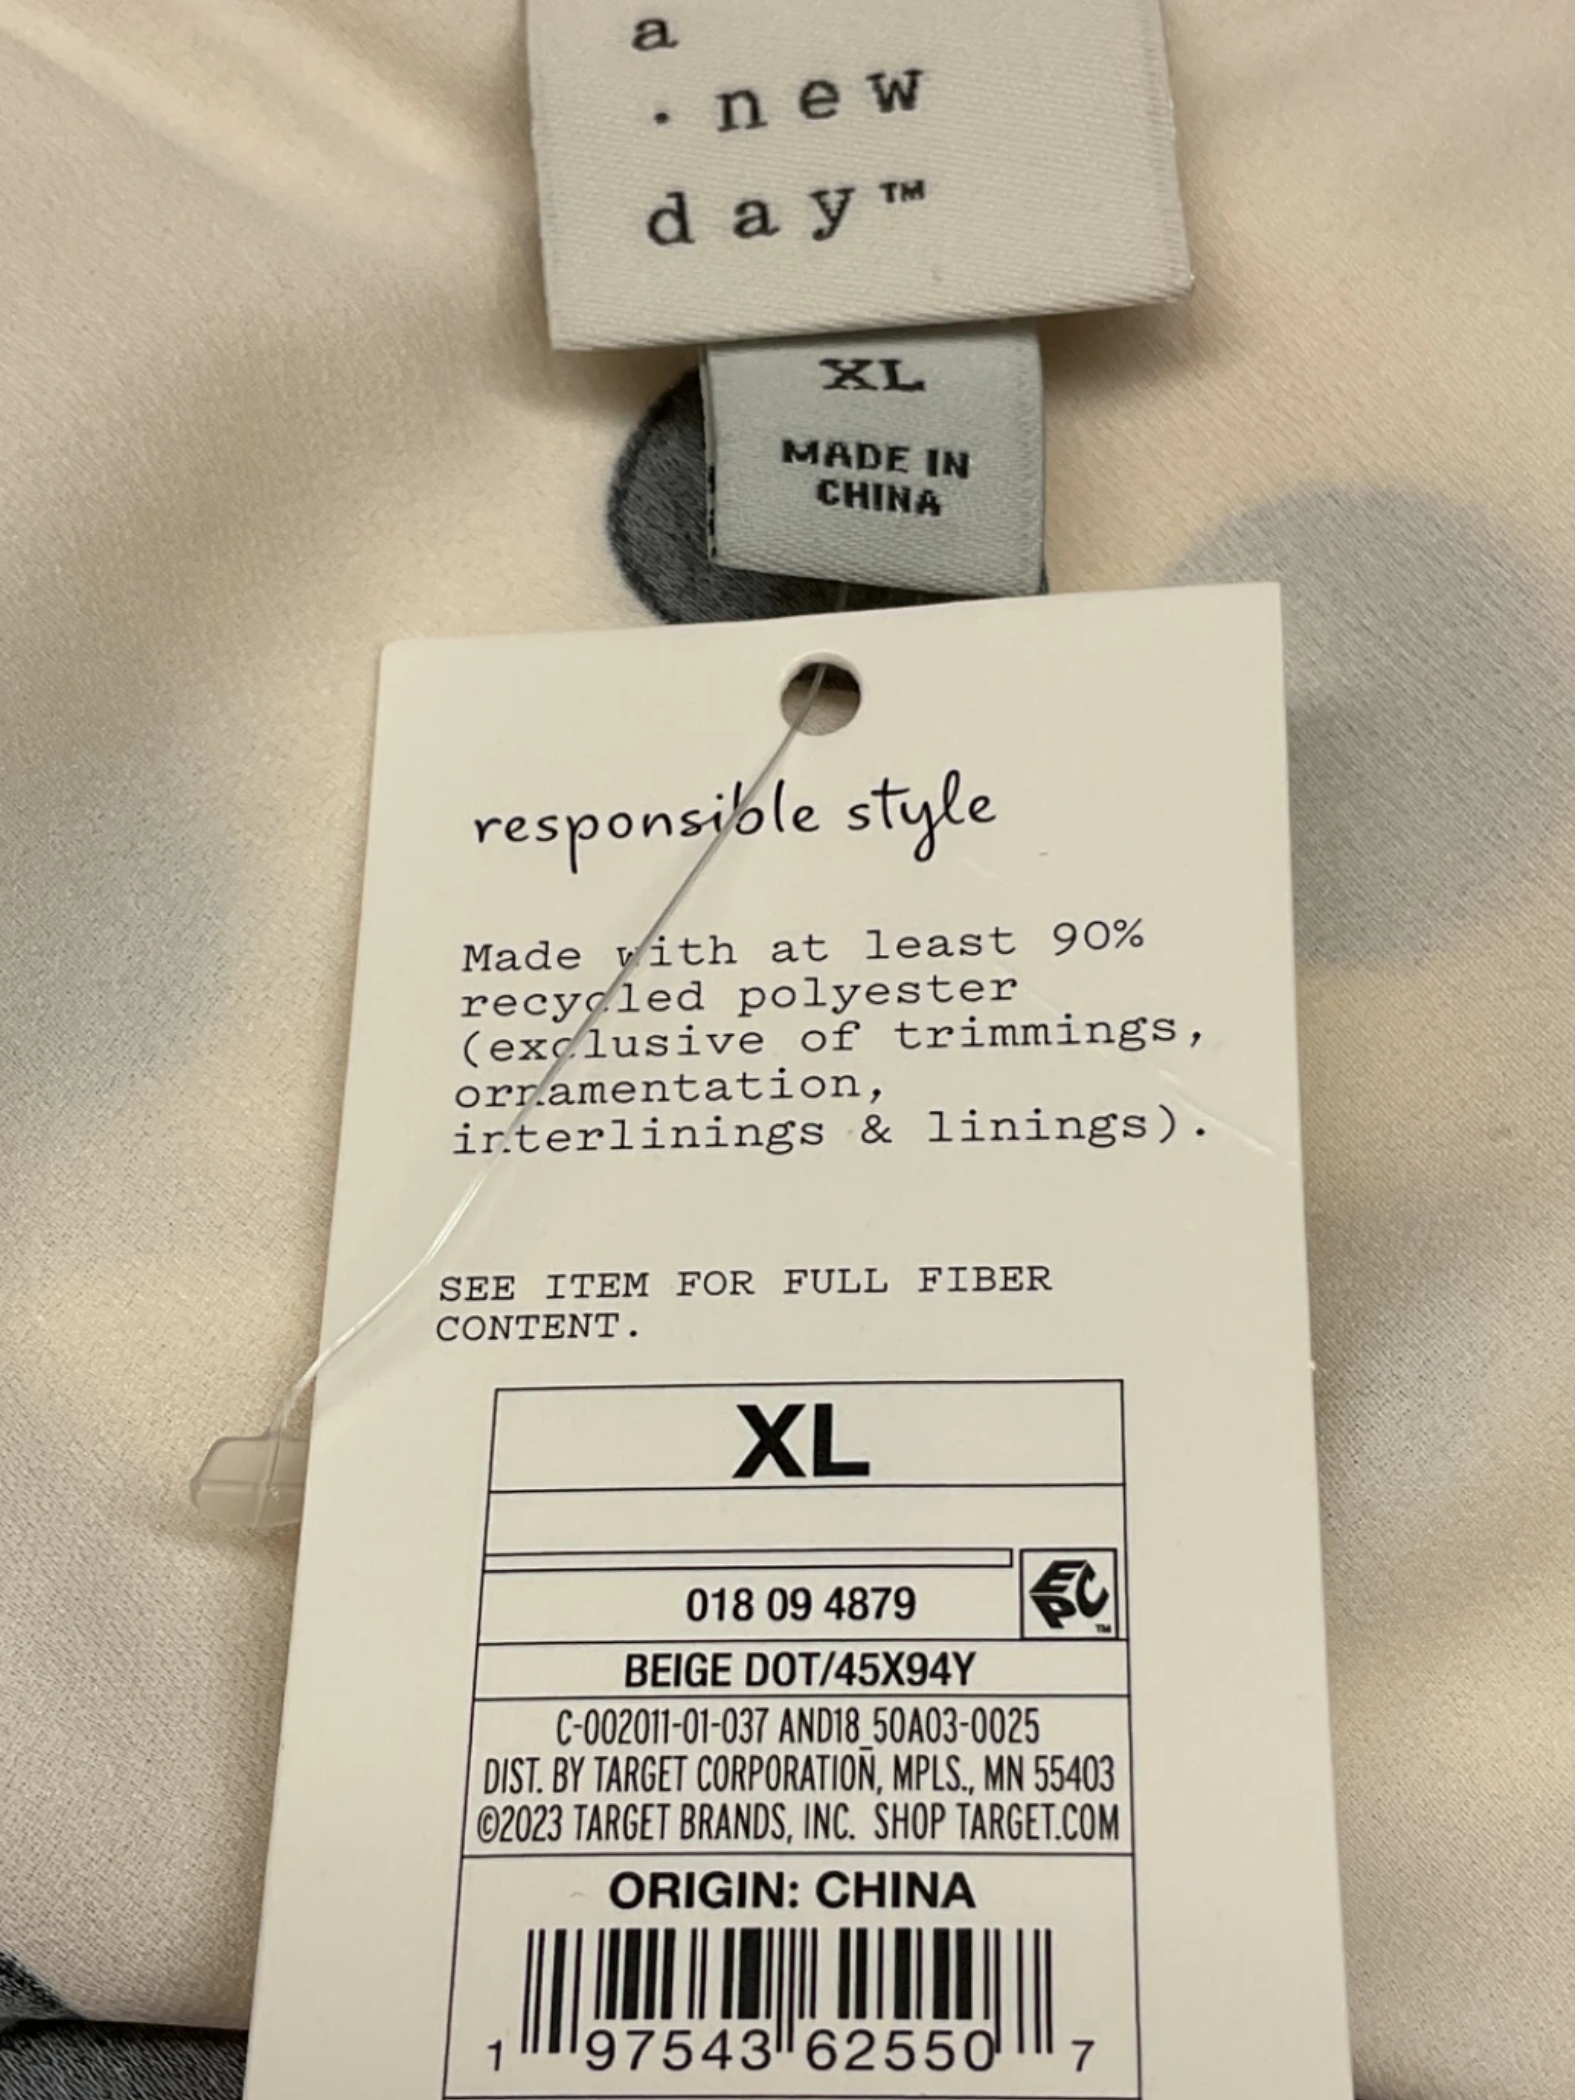 a
· new
day™
XL
MADE IN
CHINA
responsible style
Made with at least 90%
recycled polyester
(exclusive of trimmings,
ornamentation,
interlinings & linings).
SEE ITEM FOR FULL FIBER
CONTENT.
XL
018 09 4879
EPC™
BEIGE DOT/45X94Y
C-002011-01-037 AND18_50A03-0025
DIST. BY TARGET CORPORATION, MPLS., MN 55403
©2023 TARGET BRANDS, INC. SHOP TARGET.COM
ORIGIN: CHINA
1 97543 62550 7